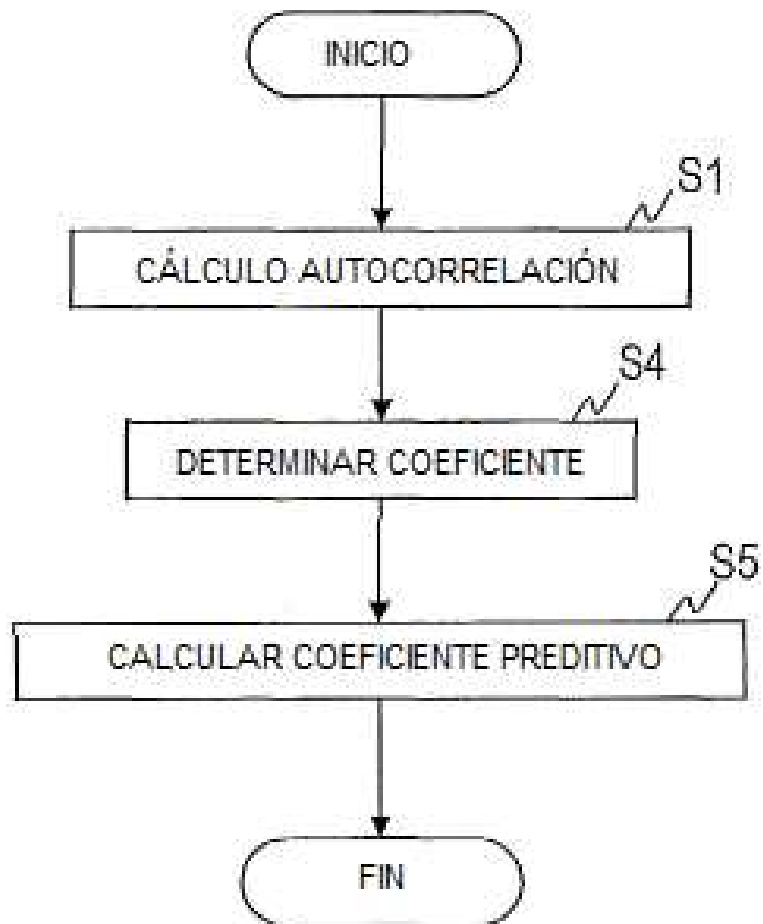 INICIO
S1
CÁLCULO AUTOCORRELACIÓN
S4
DETERMINAR COEFICIENTE
S5
CALCULAR COEFICIENTE PREDITIVO
FIN